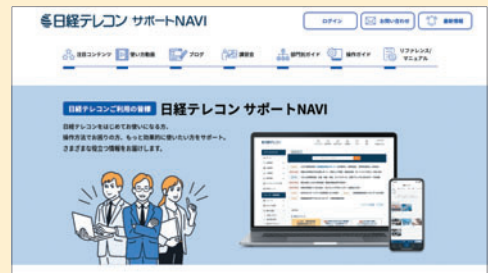 日経テレコン サポートNAVI
ログイン
お問い合わせ
最新情報
注目コンテンツ
使い方動画
ブログ
講習会
部門別ガイド
操作ガイド
リファレンス/
マニュアル
日経テレコンご利用の皆様
日経テレコン サポートNAVI
日経テレコンをはじめてお使いになる方、
操作方法でお困りの方、もっと効果的に使いたい方をサポート。
さまざまな役立つ情報をお届けします。